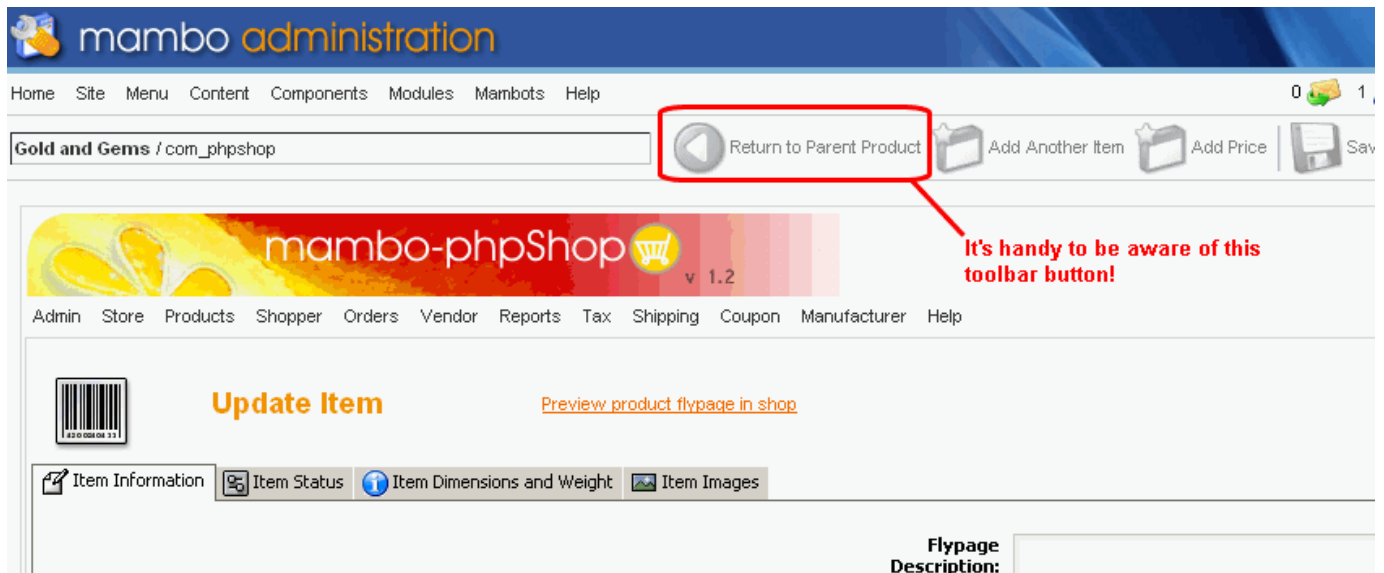 mambo administration
Home Site Menu Content Components Modules Mambots Help 0 1
Gold and Gems / com_phpshop Return to Parent Product Add Another Item Add Price
It's handy to be aware of this
toolbar button!
mambo-phpShop
v 1.2
Admin Store Products Shopper Orders Vendor Reports Tax Shipping Coupon Manufacturer Help
Update Item Preview product flypage in shop
Item Information Item Status Item Dimensions and Weight Item Images
Flypage
Description: